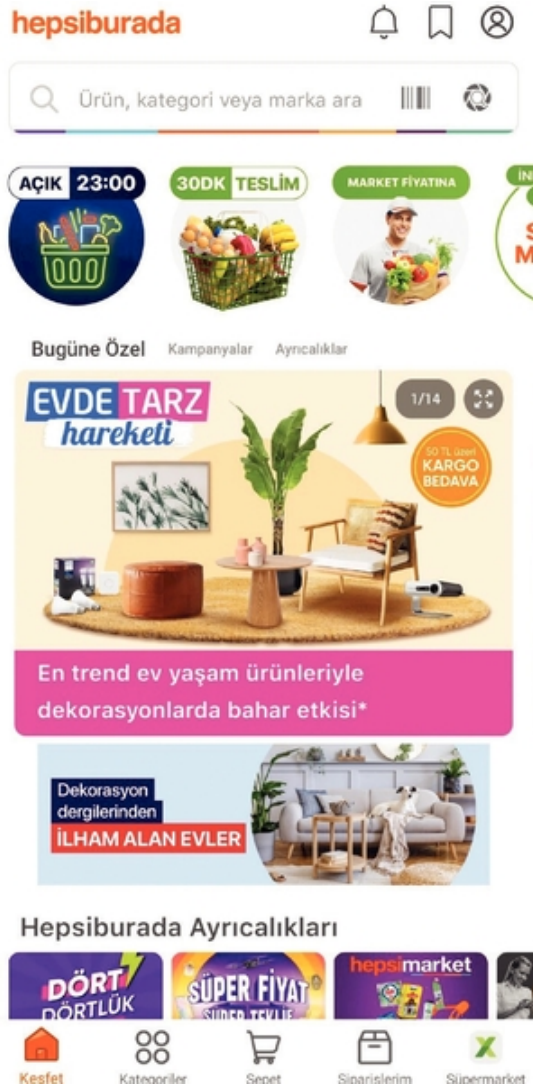 hepsiburada
Ürün, kategori veya marka ara
AÇIK 23:00
30DK TESLİM
MARKET FİYATINA
Bugüne Özel Kampanyalar Ayrıcalıklar
EVDE TARZ
hareketi
1/14
50 TL üzeri
KARGO
BEDAVA
En trend ev yaşam ürünleriyle
dekorasyonlarda bahar etkisi*
Dekorasyon
dergilerinden
İLHAM ALAN EVLER
Hepsiburada Ayrıcalıkları
DÖRT
DÖRTLÜK
SÜPER FİYAT
SÜPER TEKLİF
hepsimarket
Keşfet
Kategoriler
Sepet
Siparişlerim
Süpermarket